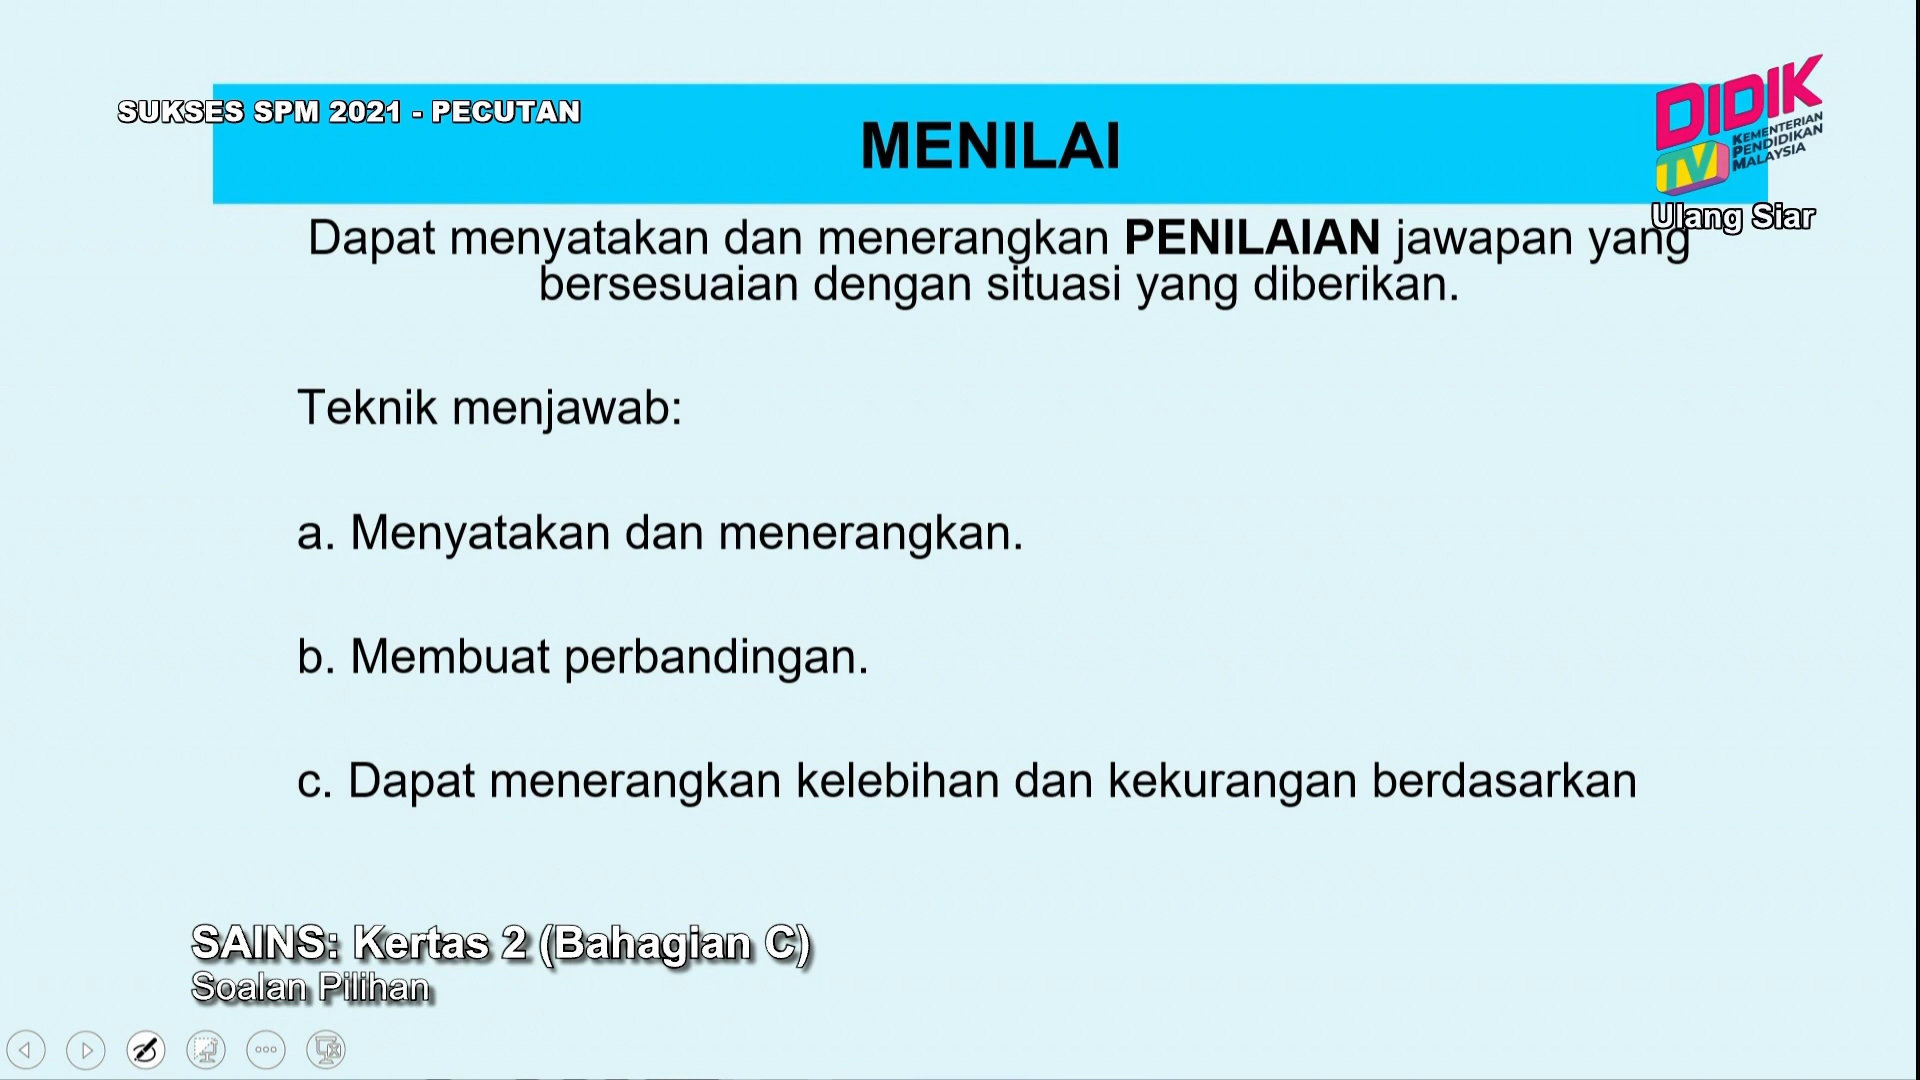 SUKSES SPM 2021 - PECUTAN
MENILAI
DIDIK
TV
KEMENTERIAN
PENDIDIKAN
MALAYSIA
Ulang Siar
Dapat menyatakan dan menerangkan PENILAIAN jawapan yang
bersesuaian dengan situasi yang diberikan.
Teknik menjawab:
a. Menyatakan dan menerangkan.
b. Membuat perbandingan.
c. Dapat menerangkan kelebihan dan kekurangan berdasarkan
SAINS: Kertas 2 (Bahagian C)
Soalan Pilihan